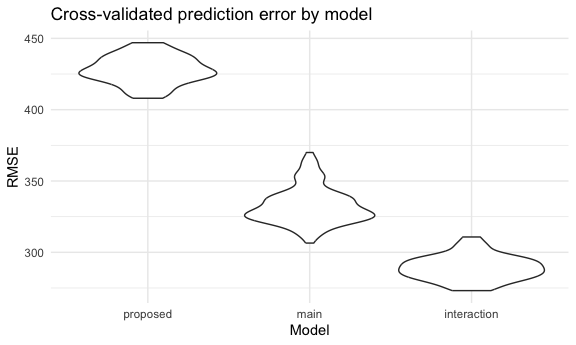 Cross-validated prediction error by model
450
400
350
300
RMSE
proposed main interaction
Model